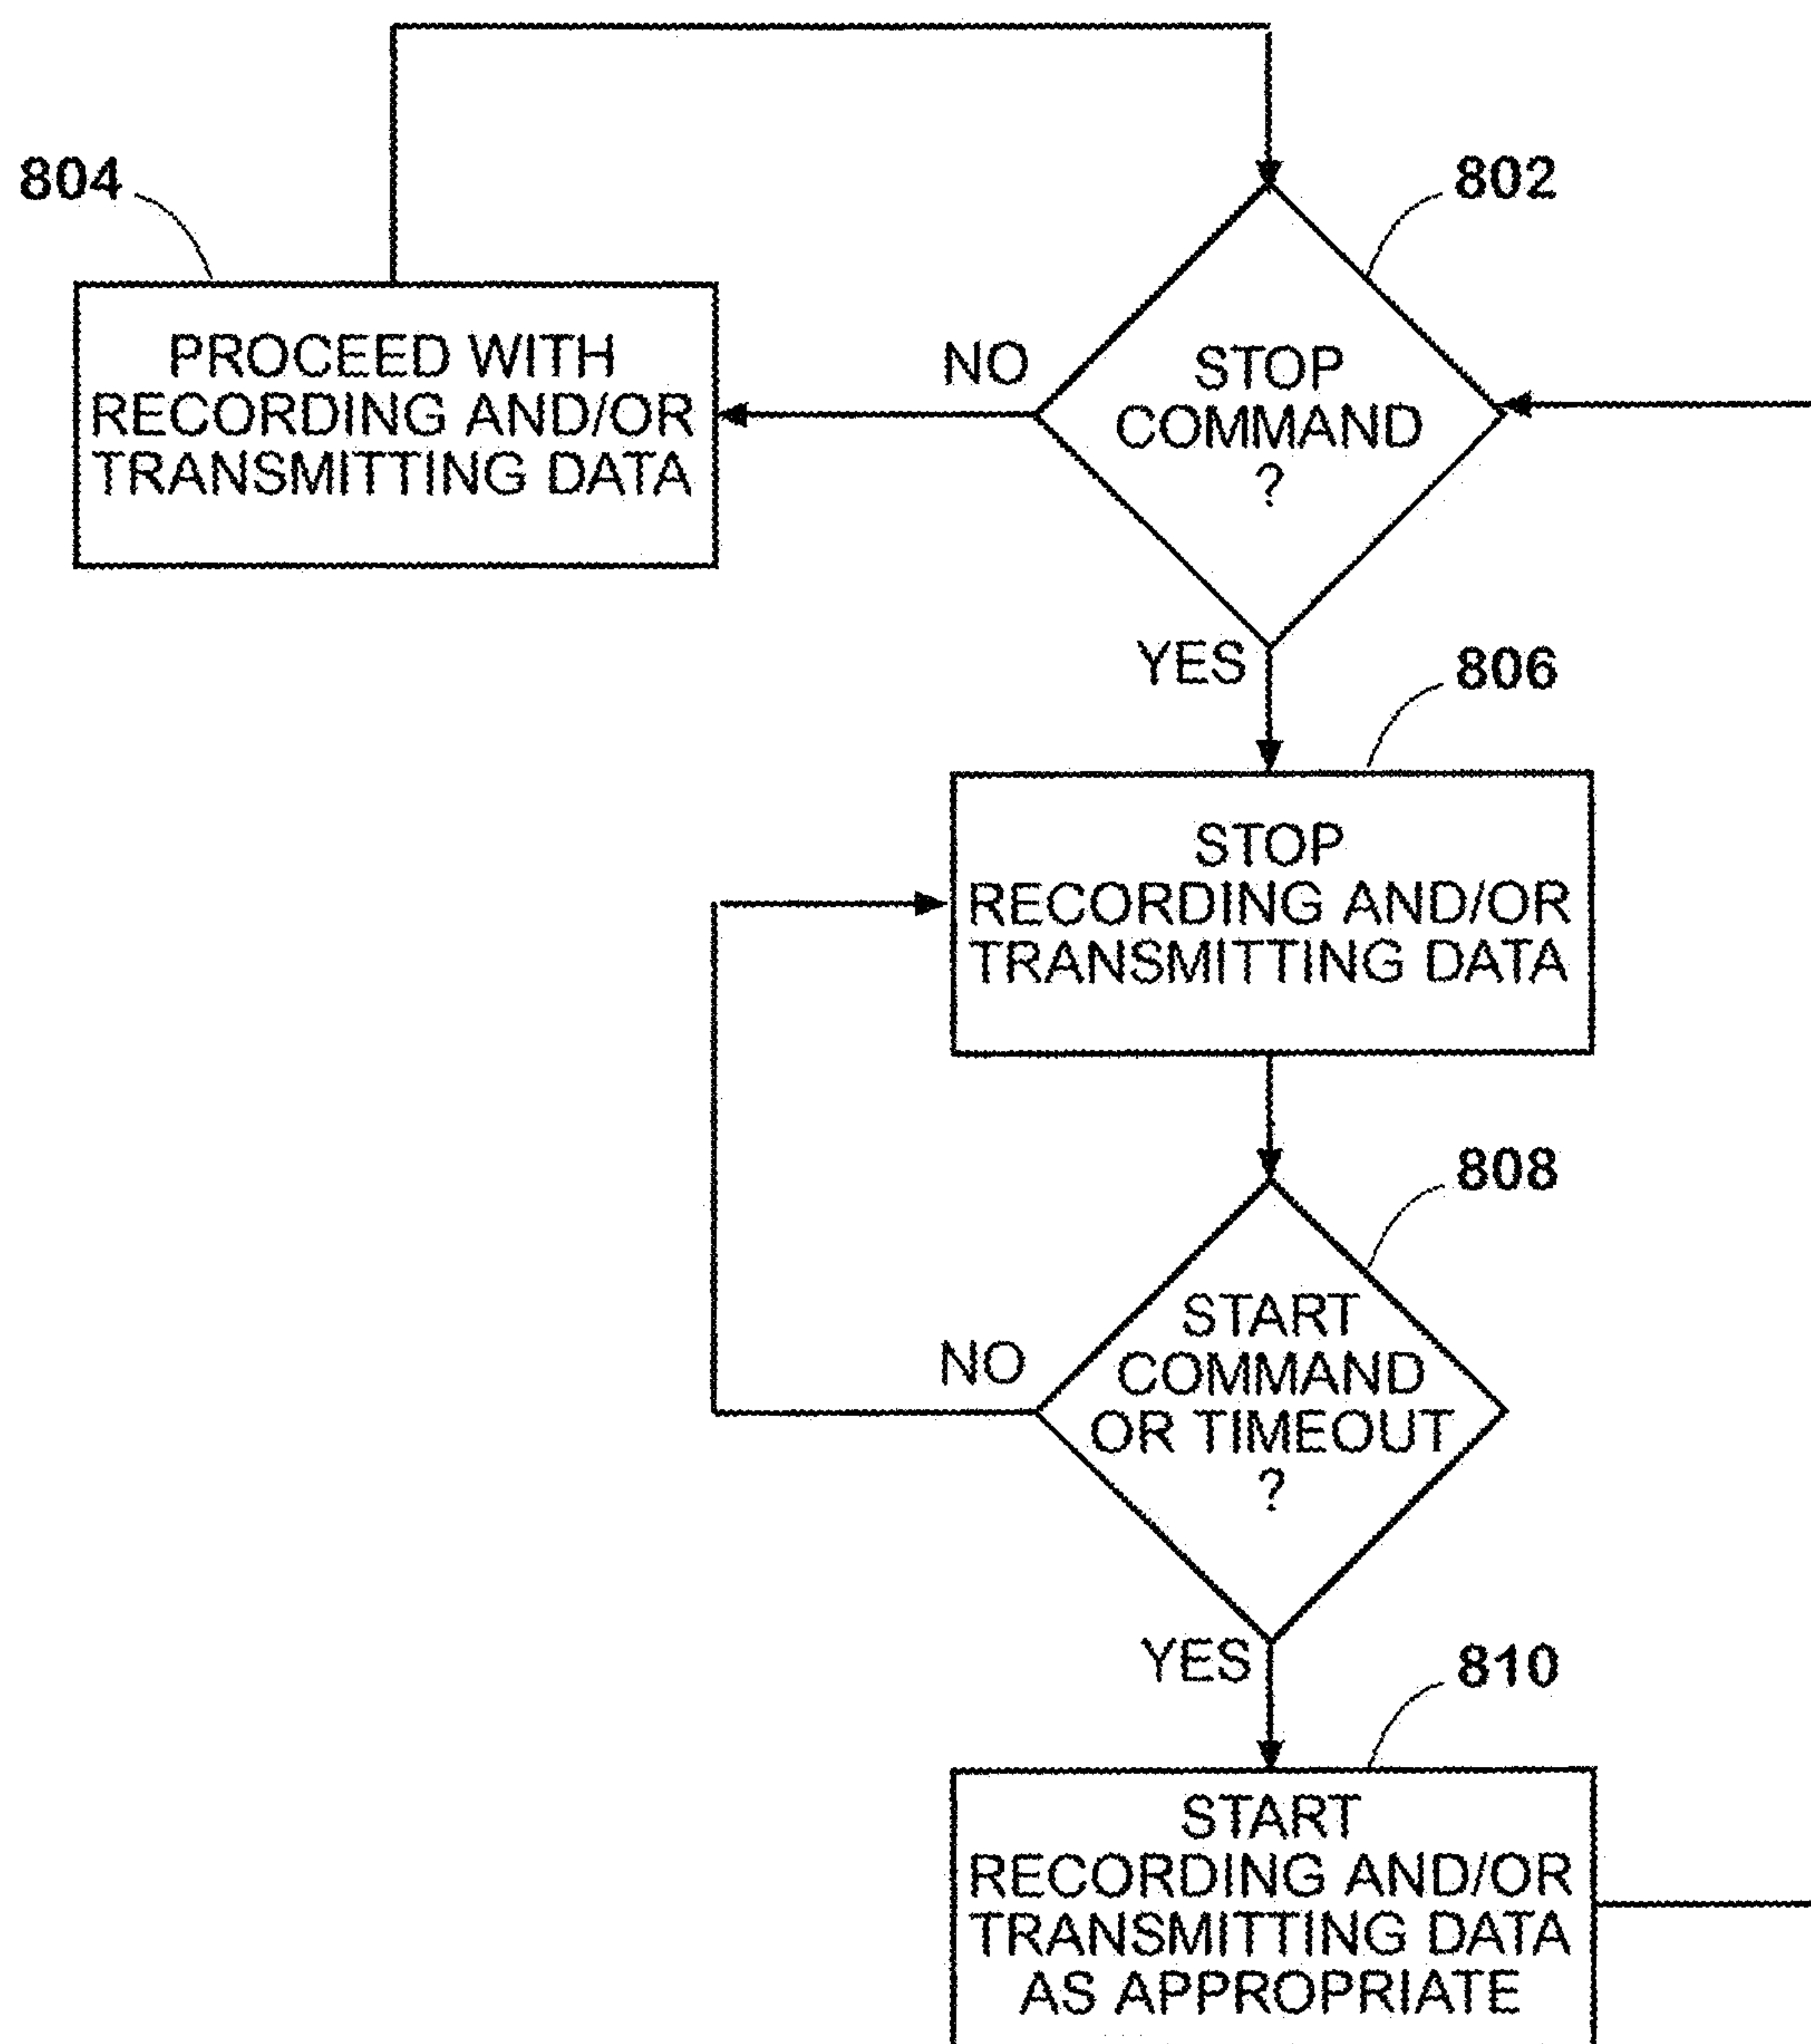 804
802
PROCEED WITH
RECORDING AND/OR
TRANSMITTING DATA
NO
STOP
COMMAND
?
YES
806
STOP
RECORDING AND/OR
TRANSMITTING DATA
808
START
COMMAND
OR TIMEOUT
?
NO
YES
810
START
RECORDING AND/OR
TRANSMITTING DATA
AS APPROPRIATE